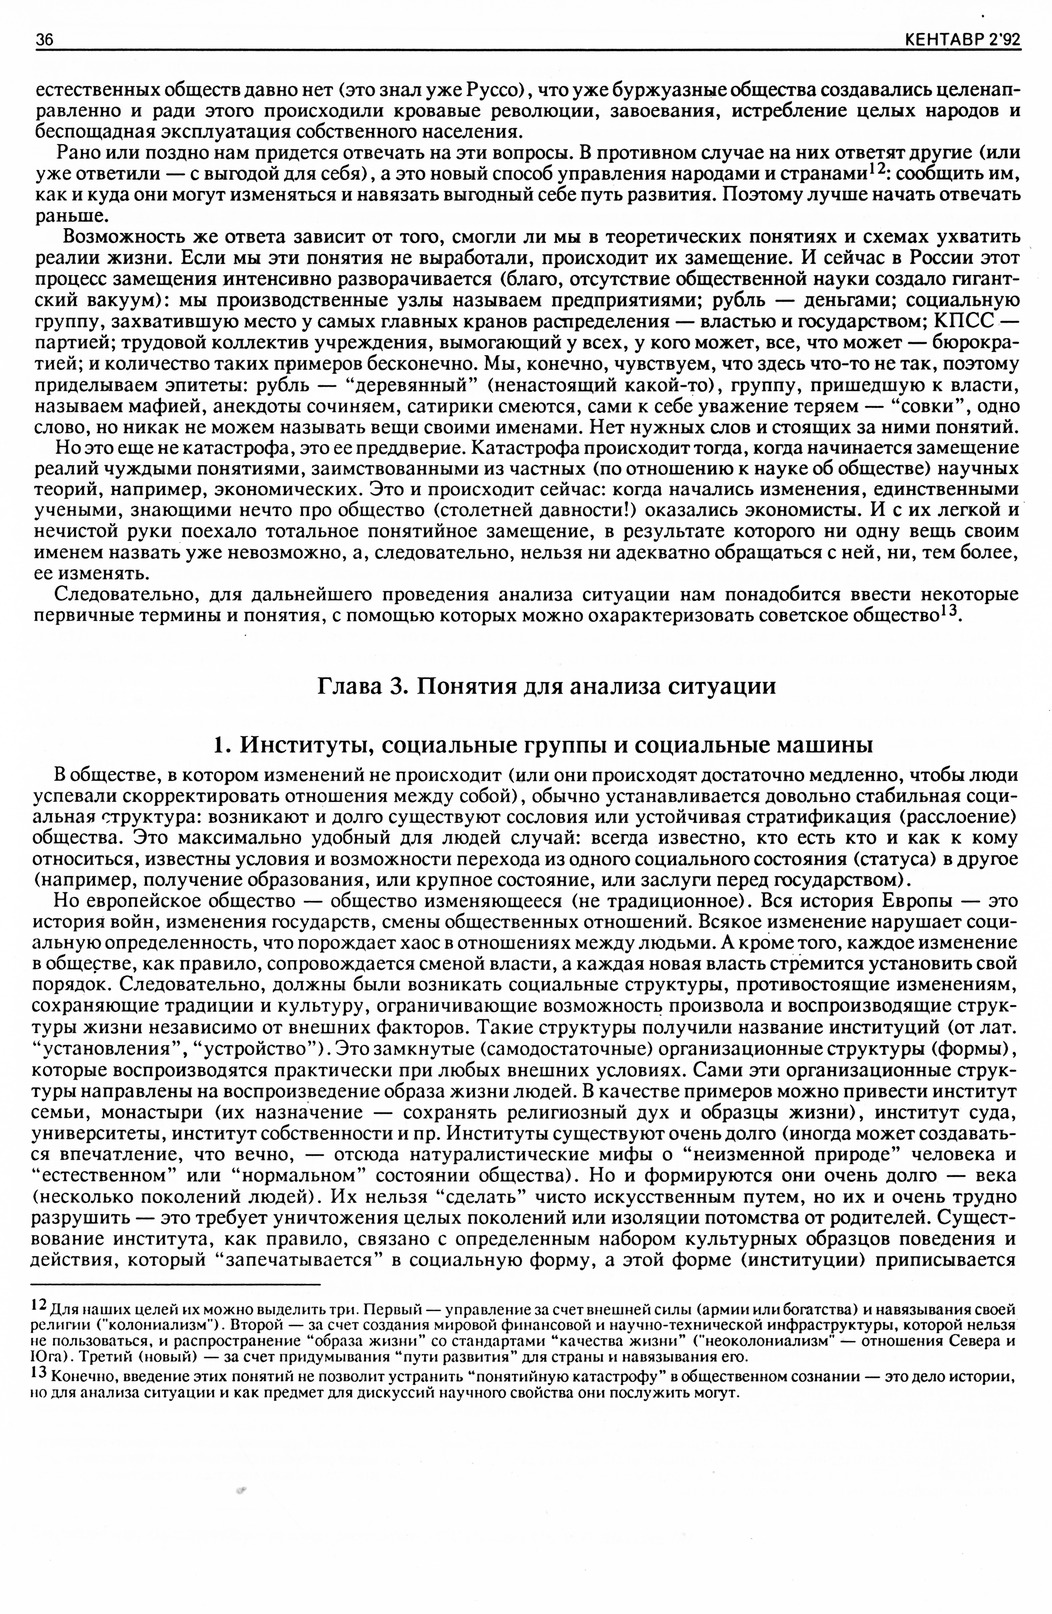 36
КЕНТАВР 2'92
естественных обществ давно нет (это знал уже Руссо), что уже буржуазные общества создавались целенап-
равленно и ради этого происходили кровавые революции, завоевания, истребление целых народов и
беспощадная эксплуатация собственного населения.
Рано или поздно нам придется отвечать на эти вопросы. В противном случае на них ответят другие (или
уже ответили — с выгодой для себя), а это новый способ управления народами и странами12: сообщить им,
как и куда они могут изменяться и навязать выгодный себе путь развития. Поэтому лучше начать отвечать
раньше.
Возможность же ответа зависит от того, смогли ли мы в теоретических понятиях и схемах ухватить
реалии жизни. Если мы эти понятия не выработали, происходит их замещение. И сейчас в России этот
процесс замещения интенсивно разворачивается (благо, отсутствие общественной науки создало гигант-
ский вакуум): мы производственные узлы называем предприятиями; рубль — деньгами; социальную
группу, захватившую место у самых главных кранов распределения — властью и государством; КПСС —
партией; трудовой коллектив учреждения, вымогающий у всех, у кого может, все, что может — бюрокра-
тией; и количество таких примеров бесконечно. Мы, конечно, чувствуем, что здесь что-то не так, поэтому
приделываем эпитеты: рубль — “деревянный” (ненастоящий какой-то), группу, пришедшую к власти,
называем мафией, анекдоты сочиняем, сатирики смеются, сами к себе уважение теряем — “совки”, одно
слово, но никак не можем называть вещи своими именами. Нет нужных слов и стоящих за ними понятий.
Но это еще не катастрофа, это ее преддверие. Катастрофа происходит тогда, когда начинается замещение
реалий чуждыми понятиями, заимствованными из частных (по отношению к науке об обществе) научных
теорий, например, экономических. Это и происходит сейчас: когда начались изменения, единственными
учеными, знающими нечто про общество (столетней давности!) оказались экономисты. И с их легкой и
нечистой руки поехало тотальное понятийное замещение, в результате которого ни одну вещь своим
именем назвать уже невозможно, а, следовательно, нельзя ни адекватно обращаться с ней, ни, тем более,
ее изменять.
Следовательно, для дальнейшего проведения анализа ситуации нам понадобится ввести некоторые
первичные термины и понятия, с помощью которых можно охарактеризовать советское общество13.
Глава 3. Понятия для анализа ситуации
1. Институты, социальные группы и социальные машины
В обществе, в котором изменений не происходит (или они происходят достаточно медленно, чтобы люди
успевали скорректировать отношения между собой), обычно устанавливается довольно стабильная соци-
альная структура: возникают и долго существуют сословия или устойчивая стратификация (расслоение)
общества. Это максимально удобный для людей случай: всегда известно, кто есть кто и как к кому
относиться, известны условия и возможности перехода из одного социального состояния (статуса) в другое
(например, получение образования, или крупное состояние, или заслуги перед государством).
Но европейское общество — общество изменяющееся (не традиционное). Вся история Европы — это
история войн, изменения государств, смены общественных отношений. Всякое изменение нарушает соци-
альную определенность, что порождает хаос в отношениях между людьми. А кроме того, каждое изменение
в обществе, как правило, сопровождается сменой власти, а каждая новая власть стремится установить свой
порядок. Следовательно, должны были возникать социальные структуры, противостоящие изменениям,
сохраняющие традиции и культуру, ограничивающие возможность произвола и воспроизводящие струк-
туры жизни независимо от внешних факторов. Такие структуры получили название институций (от лат.
“установления”, “устройство”). Это замкнутые (самодостаточные) организационные структуры (формы),
которые воспроизводятся практически при любых внешних условиях. Сами эти организационные струк-
туры направлены на воспроизведение образа жизни людей. В качестве примеров можно привести институт
семьи, монастыри (их назначение — сохранять религиозный дух и образцы жизни), институт суда,
университеты, институт собственности и пр. Институты существуют очень долго (иногда может создавать-
ся впечатление, что вечно, — отсюда натуралистические мифы о “неизменной природе” человека и
“естественном” или “нормальном” состоянии общества). Но и формируются они очень долго — века
(несколько поколений людей). Их нельзя “сделать” чисто искусственным путем, но их и очень трудно
разрушить — это требует уничтожения целых поколений или изоляции потомства от родителей. Сущест-
вование института, как правило, связано с определенным набором культурных образцов поведения и
действия, который “запечатывается” в социальную форму, а этой форме (институции) приписывается
12 Для наших целей их можно выделить три. Первый — управление за счет внешней силы (армии или богатства) и навязывания своей
религии ("колониализм"). Второй — за счет создания мировой финансовой и научно-технической инфраструктуры, которой нельзя
не пользоваться, и распространение “образа жизни” со стандартами “качества жизни” ("неоколониализм" — отношения Севера и
Юга). Третий (новый) — за счет придумывания “пути развития” для страны и навязывания его.
13 Конечно, введение этих понятий не позволит устранить “понятийную катастрофу” в общественном сознании — это дело истории,
но для анализа ситуации и как предмет для дискуссий научного свойства они послужить могут.